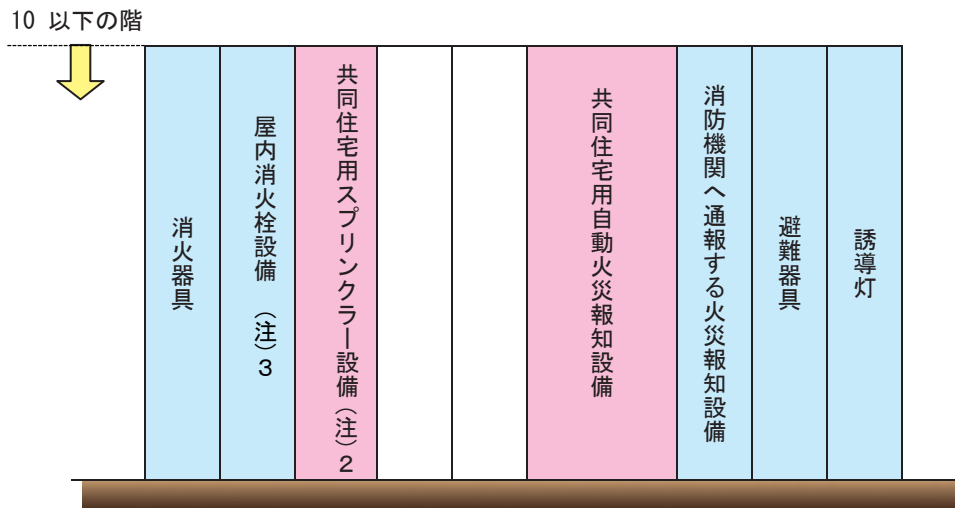 10 以下の階
消火器具
屋内消火栓設備 (注)3
共同住宅用スプリンクラー設備(注)2
共同住宅用自動火災報知設備
消防機関へ通報する火災報知設備
避難器具
誘導灯